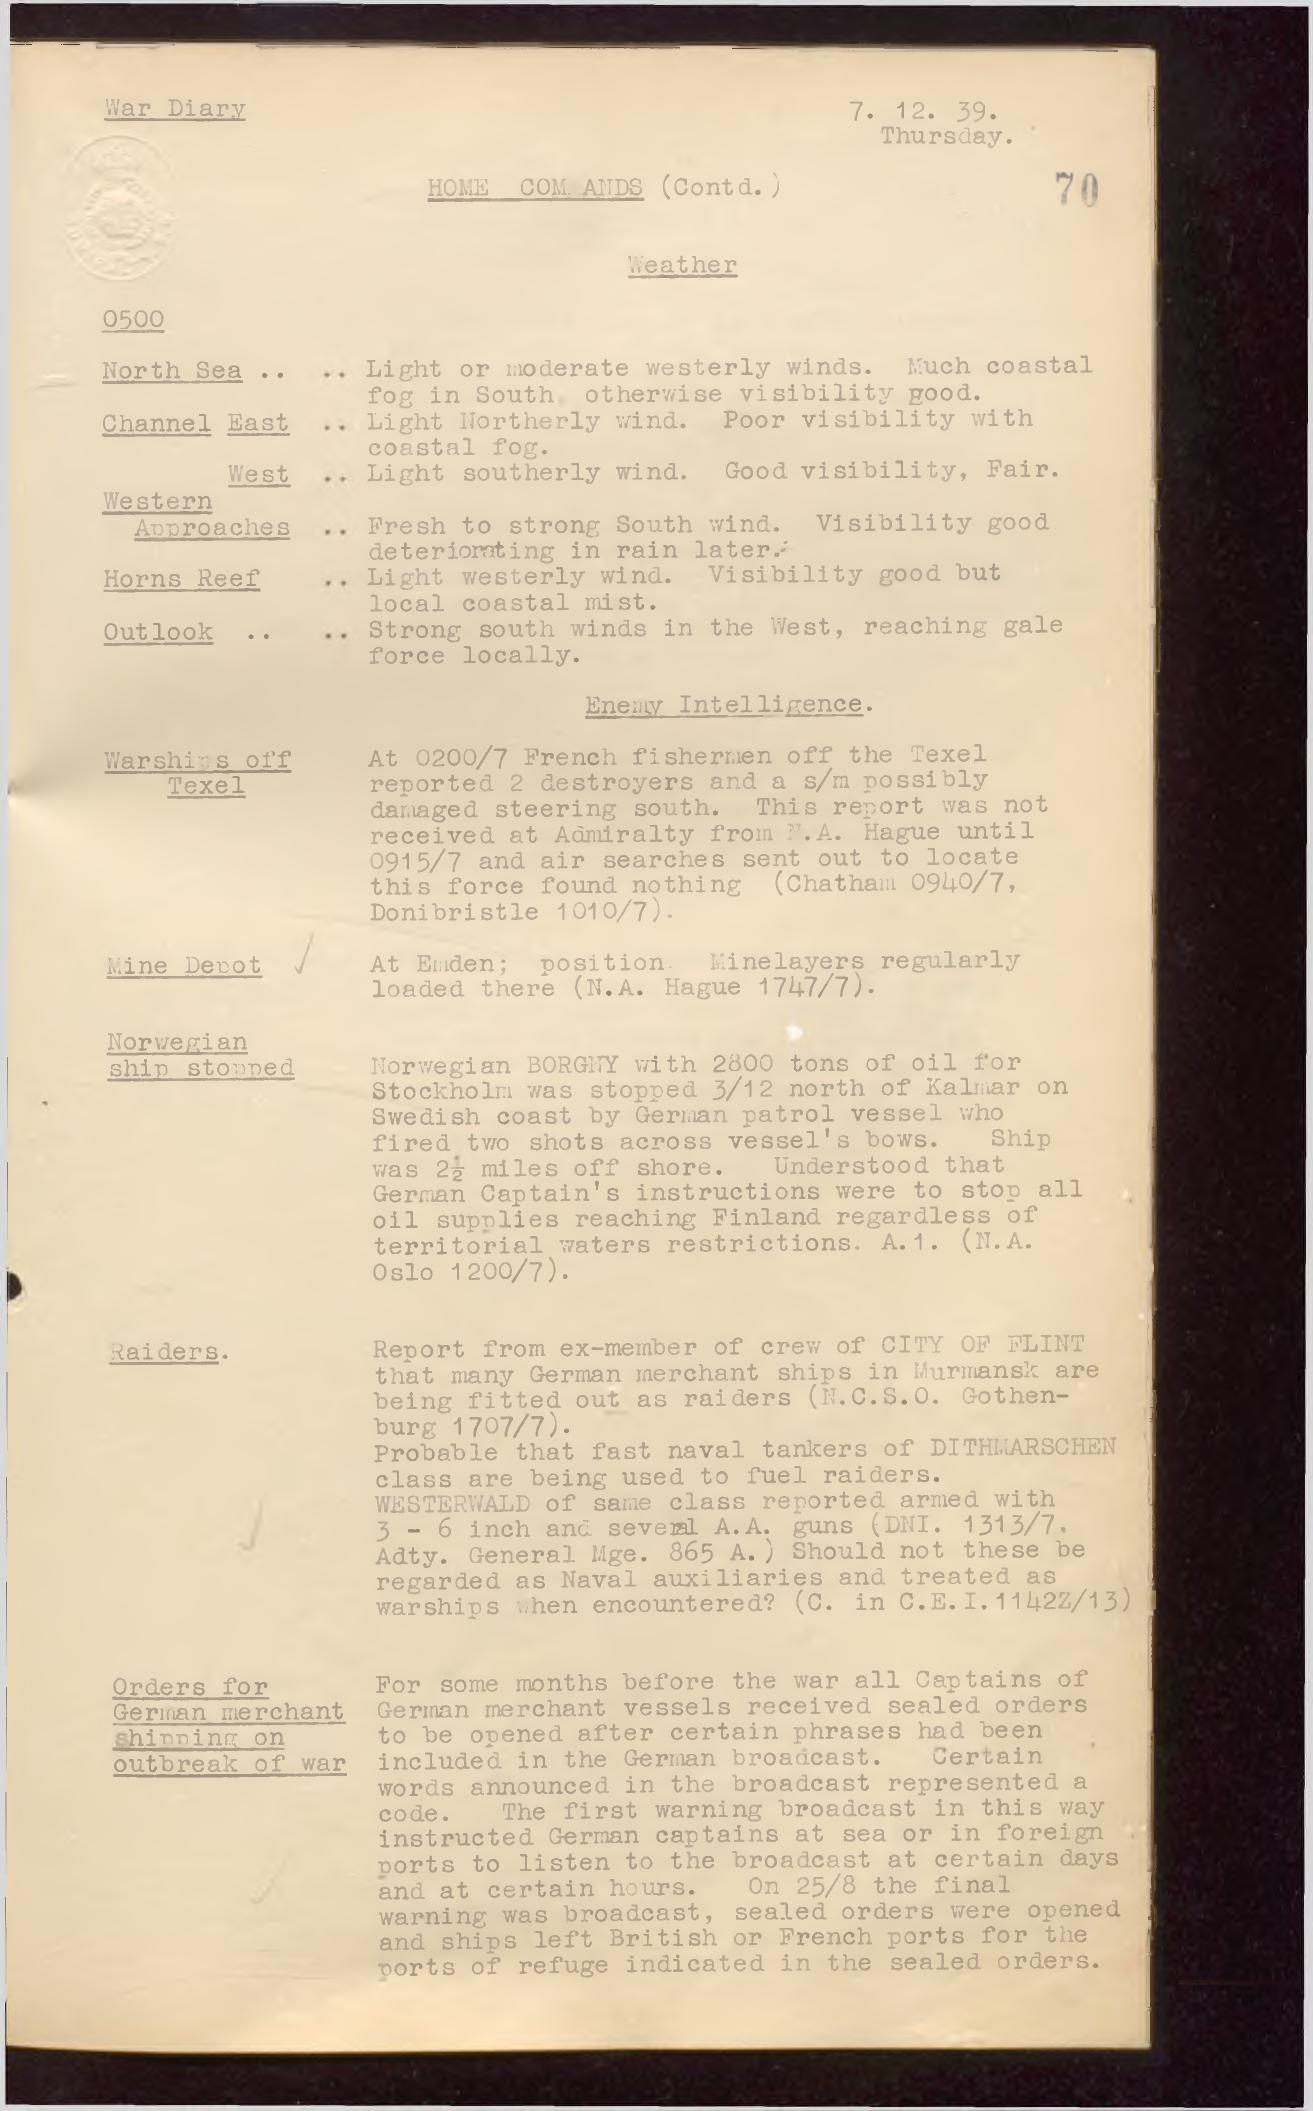 War Diary
7. 12. 39.
Thursday.
HOME COM ANDS (Contd.)
70
Weather
0500
North Sea .. .. Light or moderate westerly winds. Much coastal
fog in South otherwise visibility good.
Channel East .. Light Northerly wind. Poor visibility with
coastal fog.
West .. Light southerly wind. Good visibility, Fair.
Western
Approaches .. Fresh to strong South wind. Visibility good
deteriorating in rain later.
Horns Reef .. Light westerly wind. Visibility good but
local coastal mist.
Outlook .. .. Strong south winds in the West, reaching gale
force locally.
Enemy Intelligence.
Warships off
Texel
At 0200/7 French fishermen off the Texel
reported 2 destroyers and a s/m possibly
damaged steering south. This report was not
received at Admiralty from N.A. Hague until
0915/7 and air searches sent out to locate
this force found nothing (Chatham 0940/7,
Donibristle 1010/7).
Mine Depot ✓
At Emden; position. Minelayers regularly
loaded there (N.A. Hague 1747/7).
Norwegian
ship stopped
Norwegian BORGNY with 2800 tons of oil for
Stockholm was stopped 3/12 north of Kalmar on
Swedish coast by German patrol vessel who
fired two shots across vessel's bows. Ship
was 2½ miles off shore. Understood that
German Captain's instructions were to stop all
oil supplies reaching Finland regardless of
territorial waters restrictions. A.1. (N.A.
Oslo 1200/7).
Raiders.
Report from ex-member of crew of CITY OF FLINT
that many German merchant ships in Murmansk are
being fitted out as raiders (N.C.S.O. Gothen-
burg 1707/7).
Probable that fast naval tankers of DITHMARSCHEN
class are being used to fuel raiders.
WESTERWALD of same class reported armed with
3 - 6 inch and several A.A. guns (DNI. 1313/7.
Adty. General Mge. 865 A.) Should not these be
regarded as Naval auxiliaries and treated as
warships when encountered? (C. in C.E.I.1142Z/13)
Orders for
German merchant
shipping on
outbreak of war
For some months before the war all Captains of
German merchant vessels received sealed orders
to be opened after certain phrases had been
included in the German broadcast. Certain
words announced in the broadcast represented a
code. The first warning broadcast in this way
instructed German captains at sea or in foreign
ports to listen to the broadcast at certain days
and at certain hours. On 25/8 the final
warning was broadcast, sealed orders were opened
and ships left British or French ports for the
ports of refuge indicated in the sealed orders.